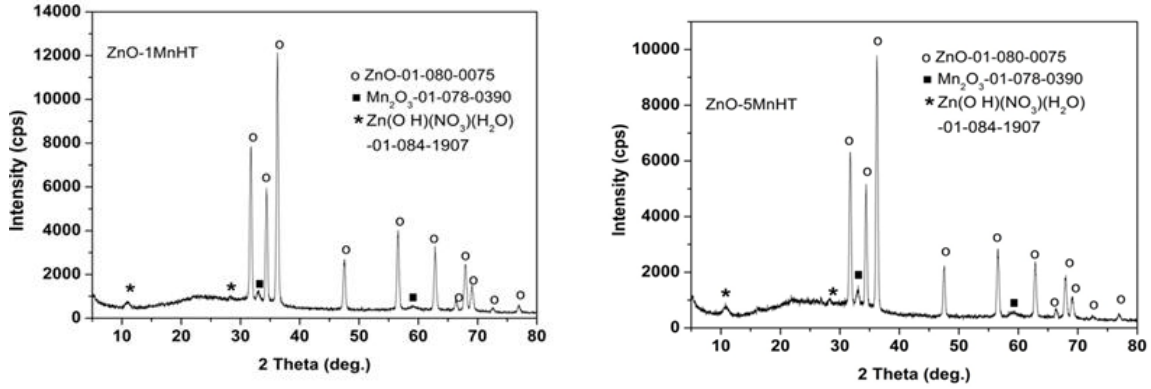 14000
12000
10000
8000
6000
4000
2000
0
Intensity (cps)
ZnO-1MnHT
o ZnO-01-080-0075
■ Mn₂O₃-01-078-0390
* Zn(O H)(NO₃)(H₂O)
-01-084-1907
10 20 30 40 50 60 70 80
2 Theta (deg.)
10000
8000
6000
4000
2000
0
Intensity (cps)
ZnO-5MnHT
o ZnO-01-080-0075
■ Mn₂O₃-01-078-0390
* Zn(O H)(NO₃)(H₂O)
-01-084-1907
10 20 30 40 50 60 70 80
2 Theta (deg.)